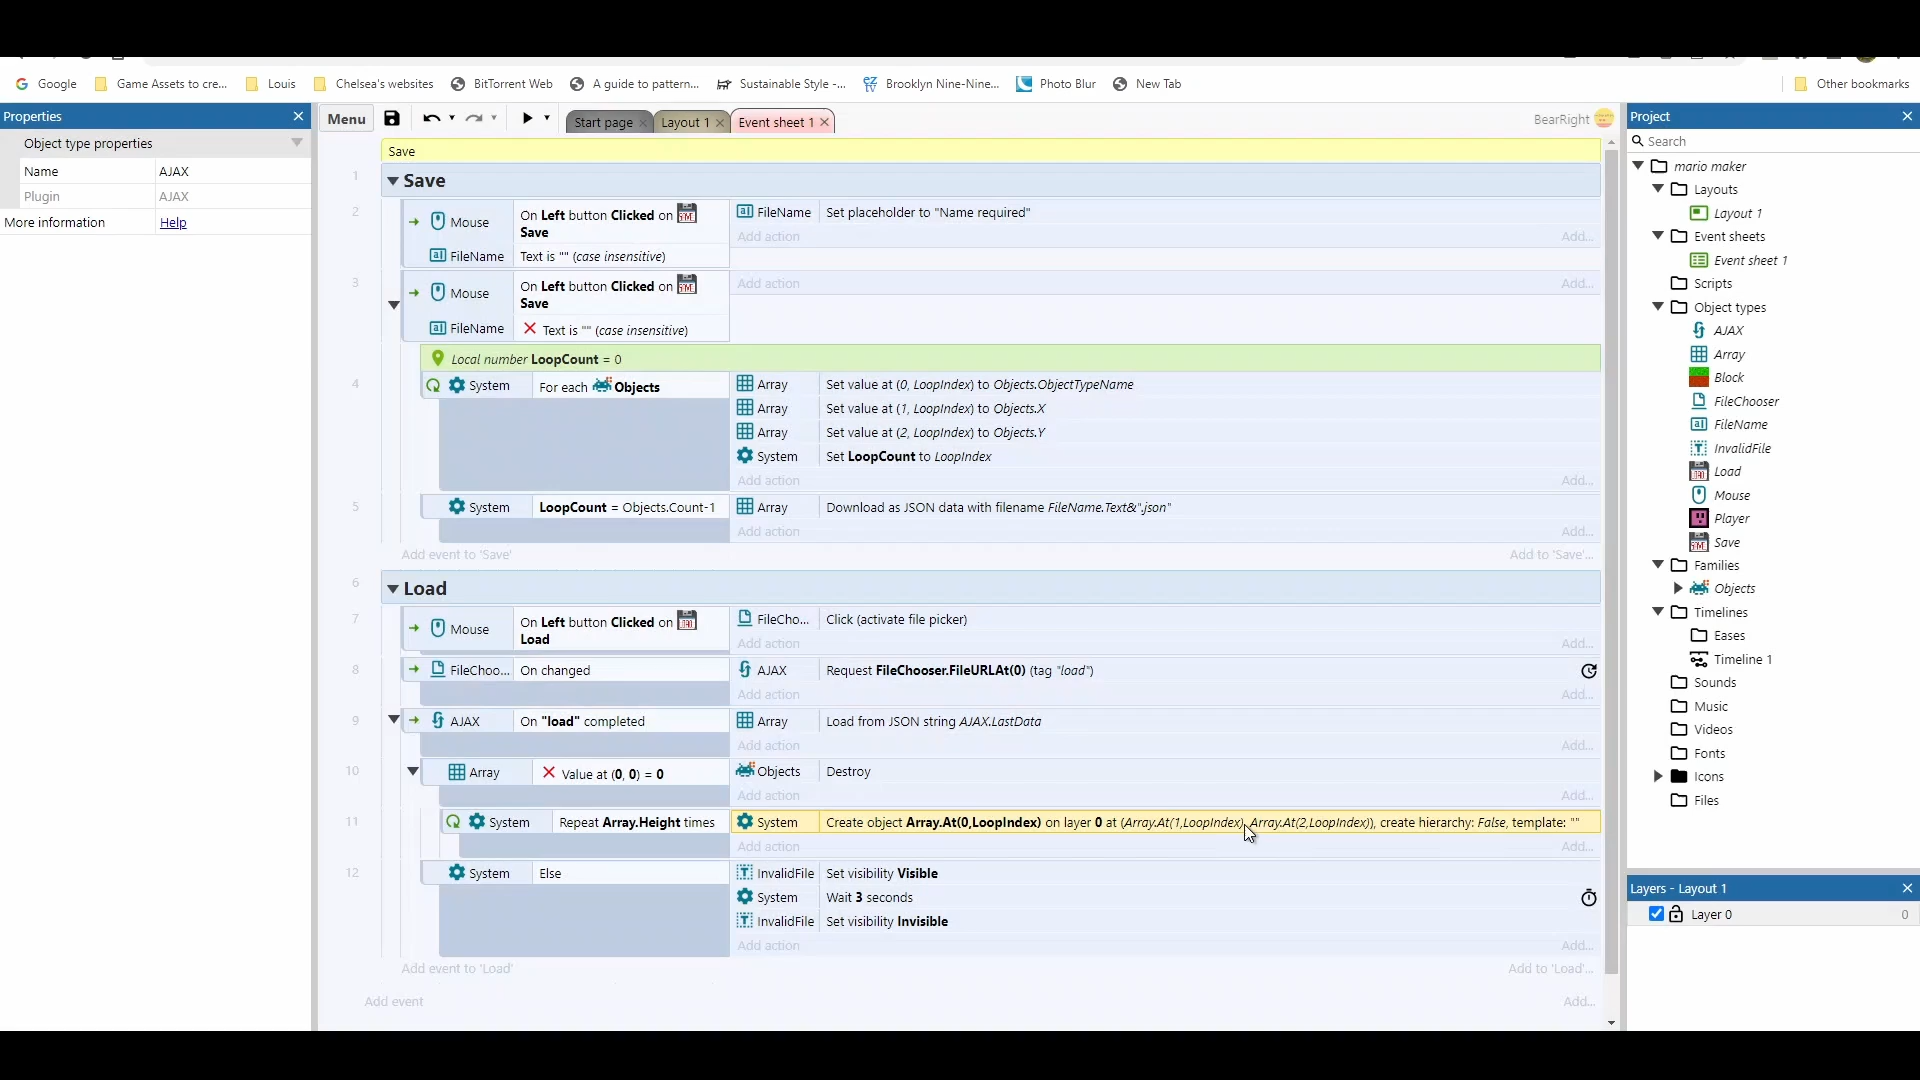 Google
Game Assets to cre...
Louis
Chelsea's websites
BitTorrent Web
A guide to pattern...
Sustainable Style -...
Brooklyn Nine-Nine...
Photo Blur
New Tab
Other bookmarks
Properties
Object type properties
Name AJAX
Plugin AJAX
More information Help
Menu
Start page
Layout 1
Event sheet 1
BearRight
Save
1 Save
2 Mouse On Left button Clicked on Save
FileName Text is "" (case insensitive)
FileName Set placeholder to "Name required"
Add action Add...
3 Mouse On Left button Clicked on Save
FileName Text is "" (case insensitive)
Add action Add...
Local number LoopCount = 0
4 System For each Objects
Array Set value at (0, LoopIndex) to Objects.ObjectTypeName
Array Set value at (1, LoopIndex) to Objects.X
Array Set value at (2, LoopIndex) to Objects.Y
System Set LoopCount to LoopIndex
Add action Add...
5 System LoopCount = Objects.Count-1
Array Download as JSON data with filename FileName.Text&".json"
Add action Add...
Add event to 'Save' Add to 'Save'...
6 Load
7 Mouse On Left button Clicked on Load
FileCho... Click (activate file picker)
Add action Add...
8 FileChoo... On changed
AJAX Request FileChooser.FileURLAt(0) (tag "load")
Add action Add...
9 AJAX On "load" completed
Array Load from JSON string AJAX.LastData
Add action Add...
10 Array Value at (0, 0) = 0
Objects Destroy
Add action Add...
11 System Repeat Array.Height times
System Create object Array.At(0,LoopIndex) on layer 0 at (Array.At(1,LoopIndex), Array.At(2,LoopIndex)), create hierarchy: False, template: ""
Add action Add...
12 System Else
InvalidFile Set visibility Visible
System Wait 3 seconds
InvalidFile Set visibility Invisible
Add action Add...
Add event to 'Load' Add to 'Load'...
Add event Add...
Project
Search
mario maker
Layouts
Layout 1
Event sheets
Event sheet 1
Scripts
Object types
AJAX
Array
Block
FileChooser
FileName
InvalidFile
Load
Mouse
Player
Save
Families
Objects
Timelines
Eases
Timeline 1
Sounds
Music
Videos
Fonts
Icons
Files
Layers - Layout 1
Layer 0 0